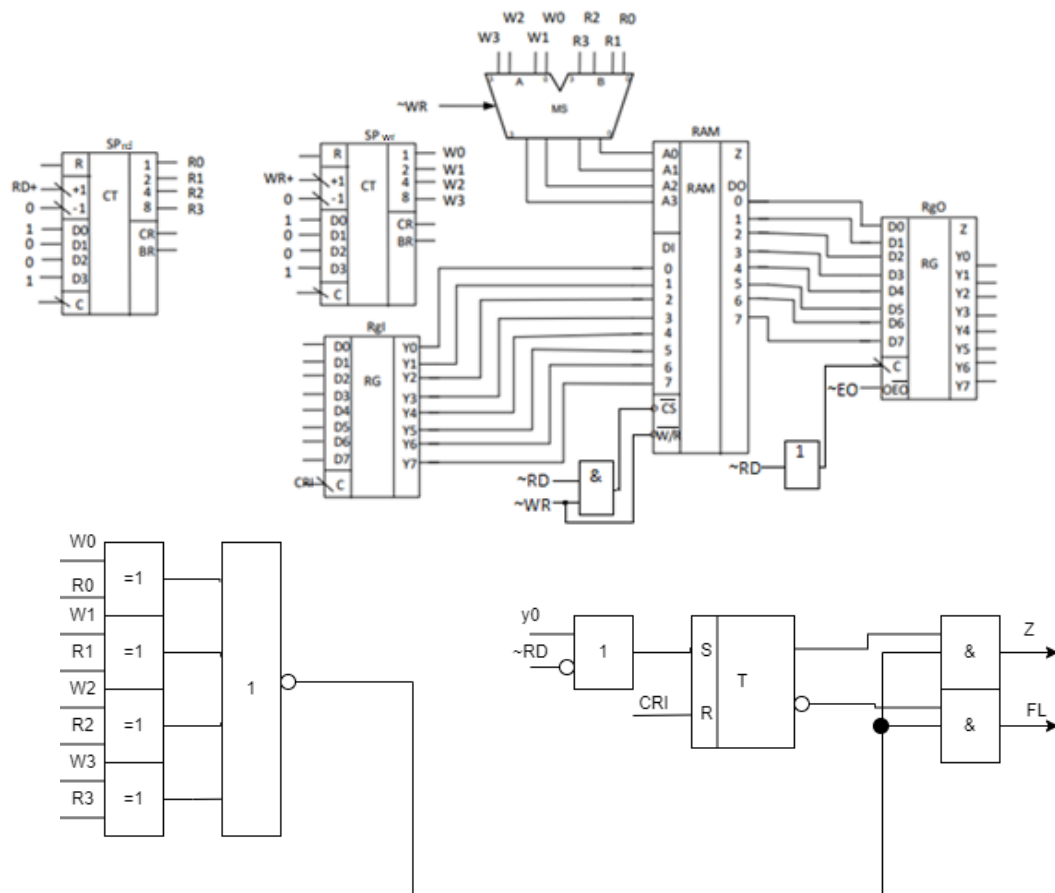 W2 W0 R2 R0
W3 W1 R3 R1
A B
MS
~WR
SPrd
R
+1
-1
D0
D1
D2
D3
C
CT
1
2
4
8
CR
BR
RD+
0
1
0
0
1
R0
R1
R2
R3
SPwr
R
+1
-1
D0
D1
D2
D3
C
CT
1
2
4
8
CR
BR
WR+
0
1
0
0
1
W0
W1
W2
W3
RgI
D0
D1
D2
D3
D4
D5
D6
D7
C
RG
Y0
Y1
Y2
Y3
Y4
Y5
Y6
Y7
CRI
RAM
A0
A1
A2
A3
DI
0
1
2
3
4
5
6
7
CS
W/R
RAM
Z
DO
0
1
2
3
4
5
6
7
~RD
~WR
&
RgO
D0
D1
D2
D3
D4
D5
D6
D7
C
OEO
RG
Z
Y0
Y1
Y2
Y3
Y4
Y5
Y6
Y7
~EO
~RD
1
W0
R0
W1
R1
W2
R2
W3
R3
=1
=1
=1
=1
1
y0
~RD
1
CRI
S
R
T
&
&
Z
FL